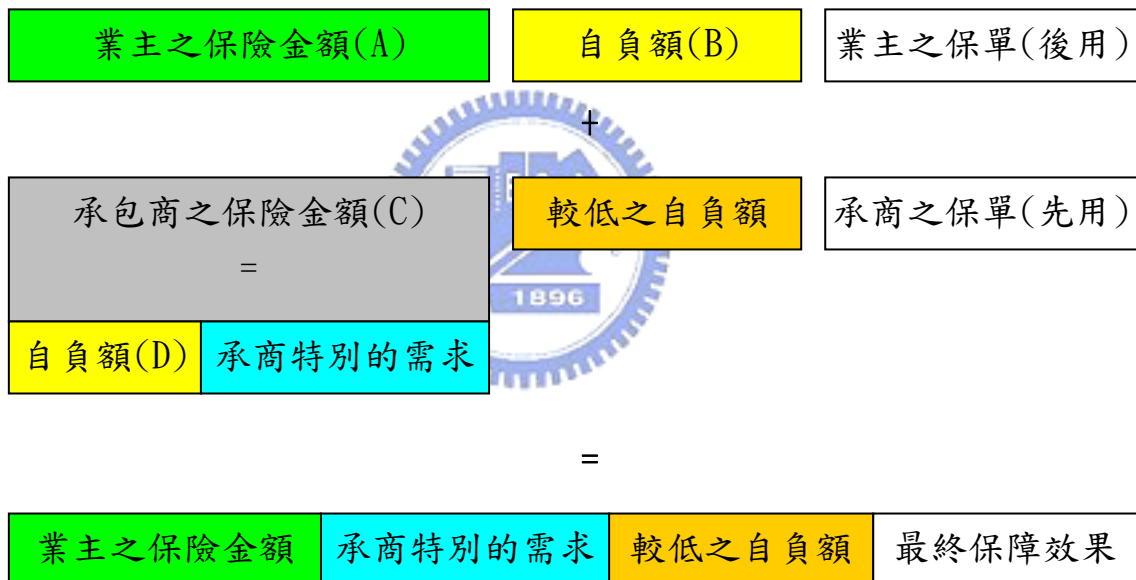 業主之保險金額(A) 自負額(B) 業主之保單(後用)
+
承包商之保險金額(C) 較低之自負額 承商之保單(先用)
=
1896
自負額(D) 承商特別的需求
=
業主之保險金額 承商特別的需求 較低之自負額 最終保障效果